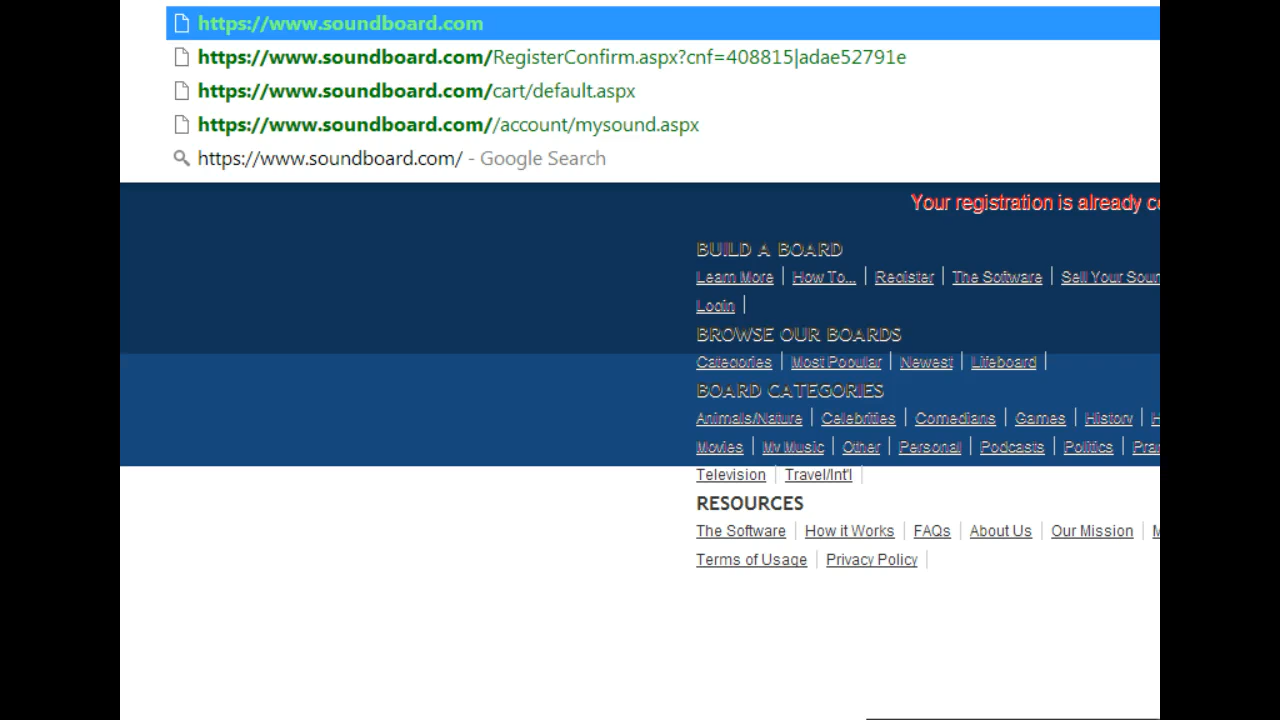 https://www.soundboard.com
https://www.soundboard.com/RegisterConfirm.aspx?cnf=408815|adae52791e
https://www.soundboard.com/cart/default.aspx
https://www.soundboard.com//account/mysound.aspx
https://www.soundboard.com/ - Google Search
Your registration is already
BUILD A BOARD
Learn More | How To... | Register | The Software | Sell Your
Login |
BROWSE OUR BOARDS
Categories | Most Popular | Newest | Lifeboard |
BOARD CATEGORIES
Animals/Nature | Celebrities | Comedians | Games | History |
Movies | My Music | Other | Personal | Podcasts | Politics |
Television | Travel/Int'l |
RESOURCES
The Software | How it Works | FAQs | About Us | Our Mission |
Terms of Usage | Privacy Policy |